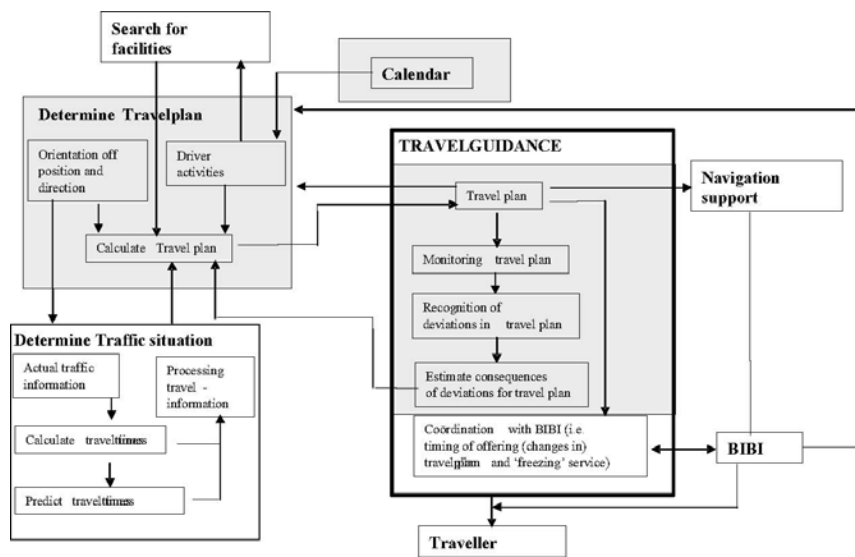 Search for
facilities
Calendar
Determine Travelplan
Orientation off
position and
direction
Driver
activities
Calculate Travel plan
TRAVELGUIDANCE
Travel plan
Monitoring travel plan
Recognition of
deviations in travel plan
Estimate consequences
of deviations for travel plan
Coördination with BIBI (i.e.
timing of offering (changes in)
and 'freezing' service)
Navigation
support
BIBI
Traveller
Determine Traffic situation
Actual traffic
information
Processing
travel -
information
Calculate
Predict